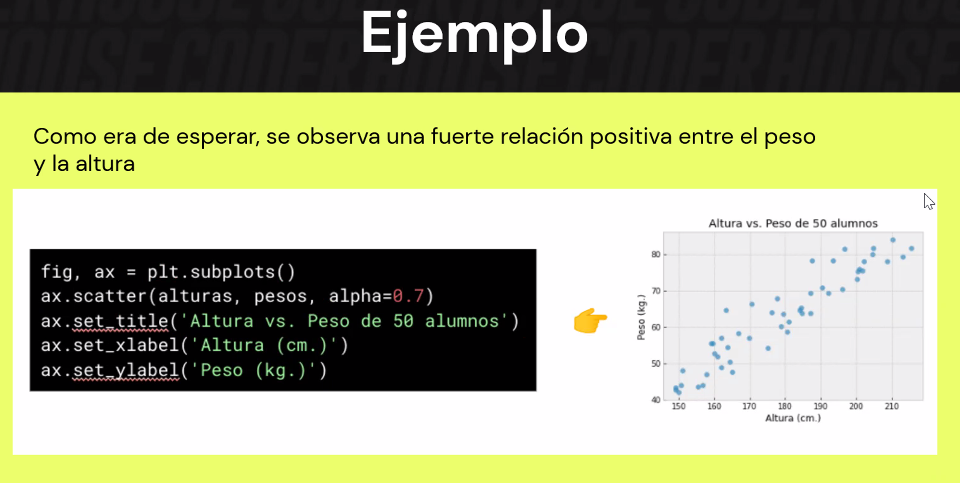 Ejemplo
Como era de esperar, se observa una fuerte relación positiva entre el peso
y la altura
fig, ax = plt.subplots()
ax.scatter(alturas, pesos, alpha=0.7)
ax.set_title('Altura vs. Peso de 50 alumnos')
ax.set_xlabel('Altura (cm.)')
ax.set_ylabel('Peso (kg.)')
Altura vs. Peso de 50 alumnos
Peso (kg.)
80
70
60
50
40
150 160 170 180 190 200 210
Altura (cm.)